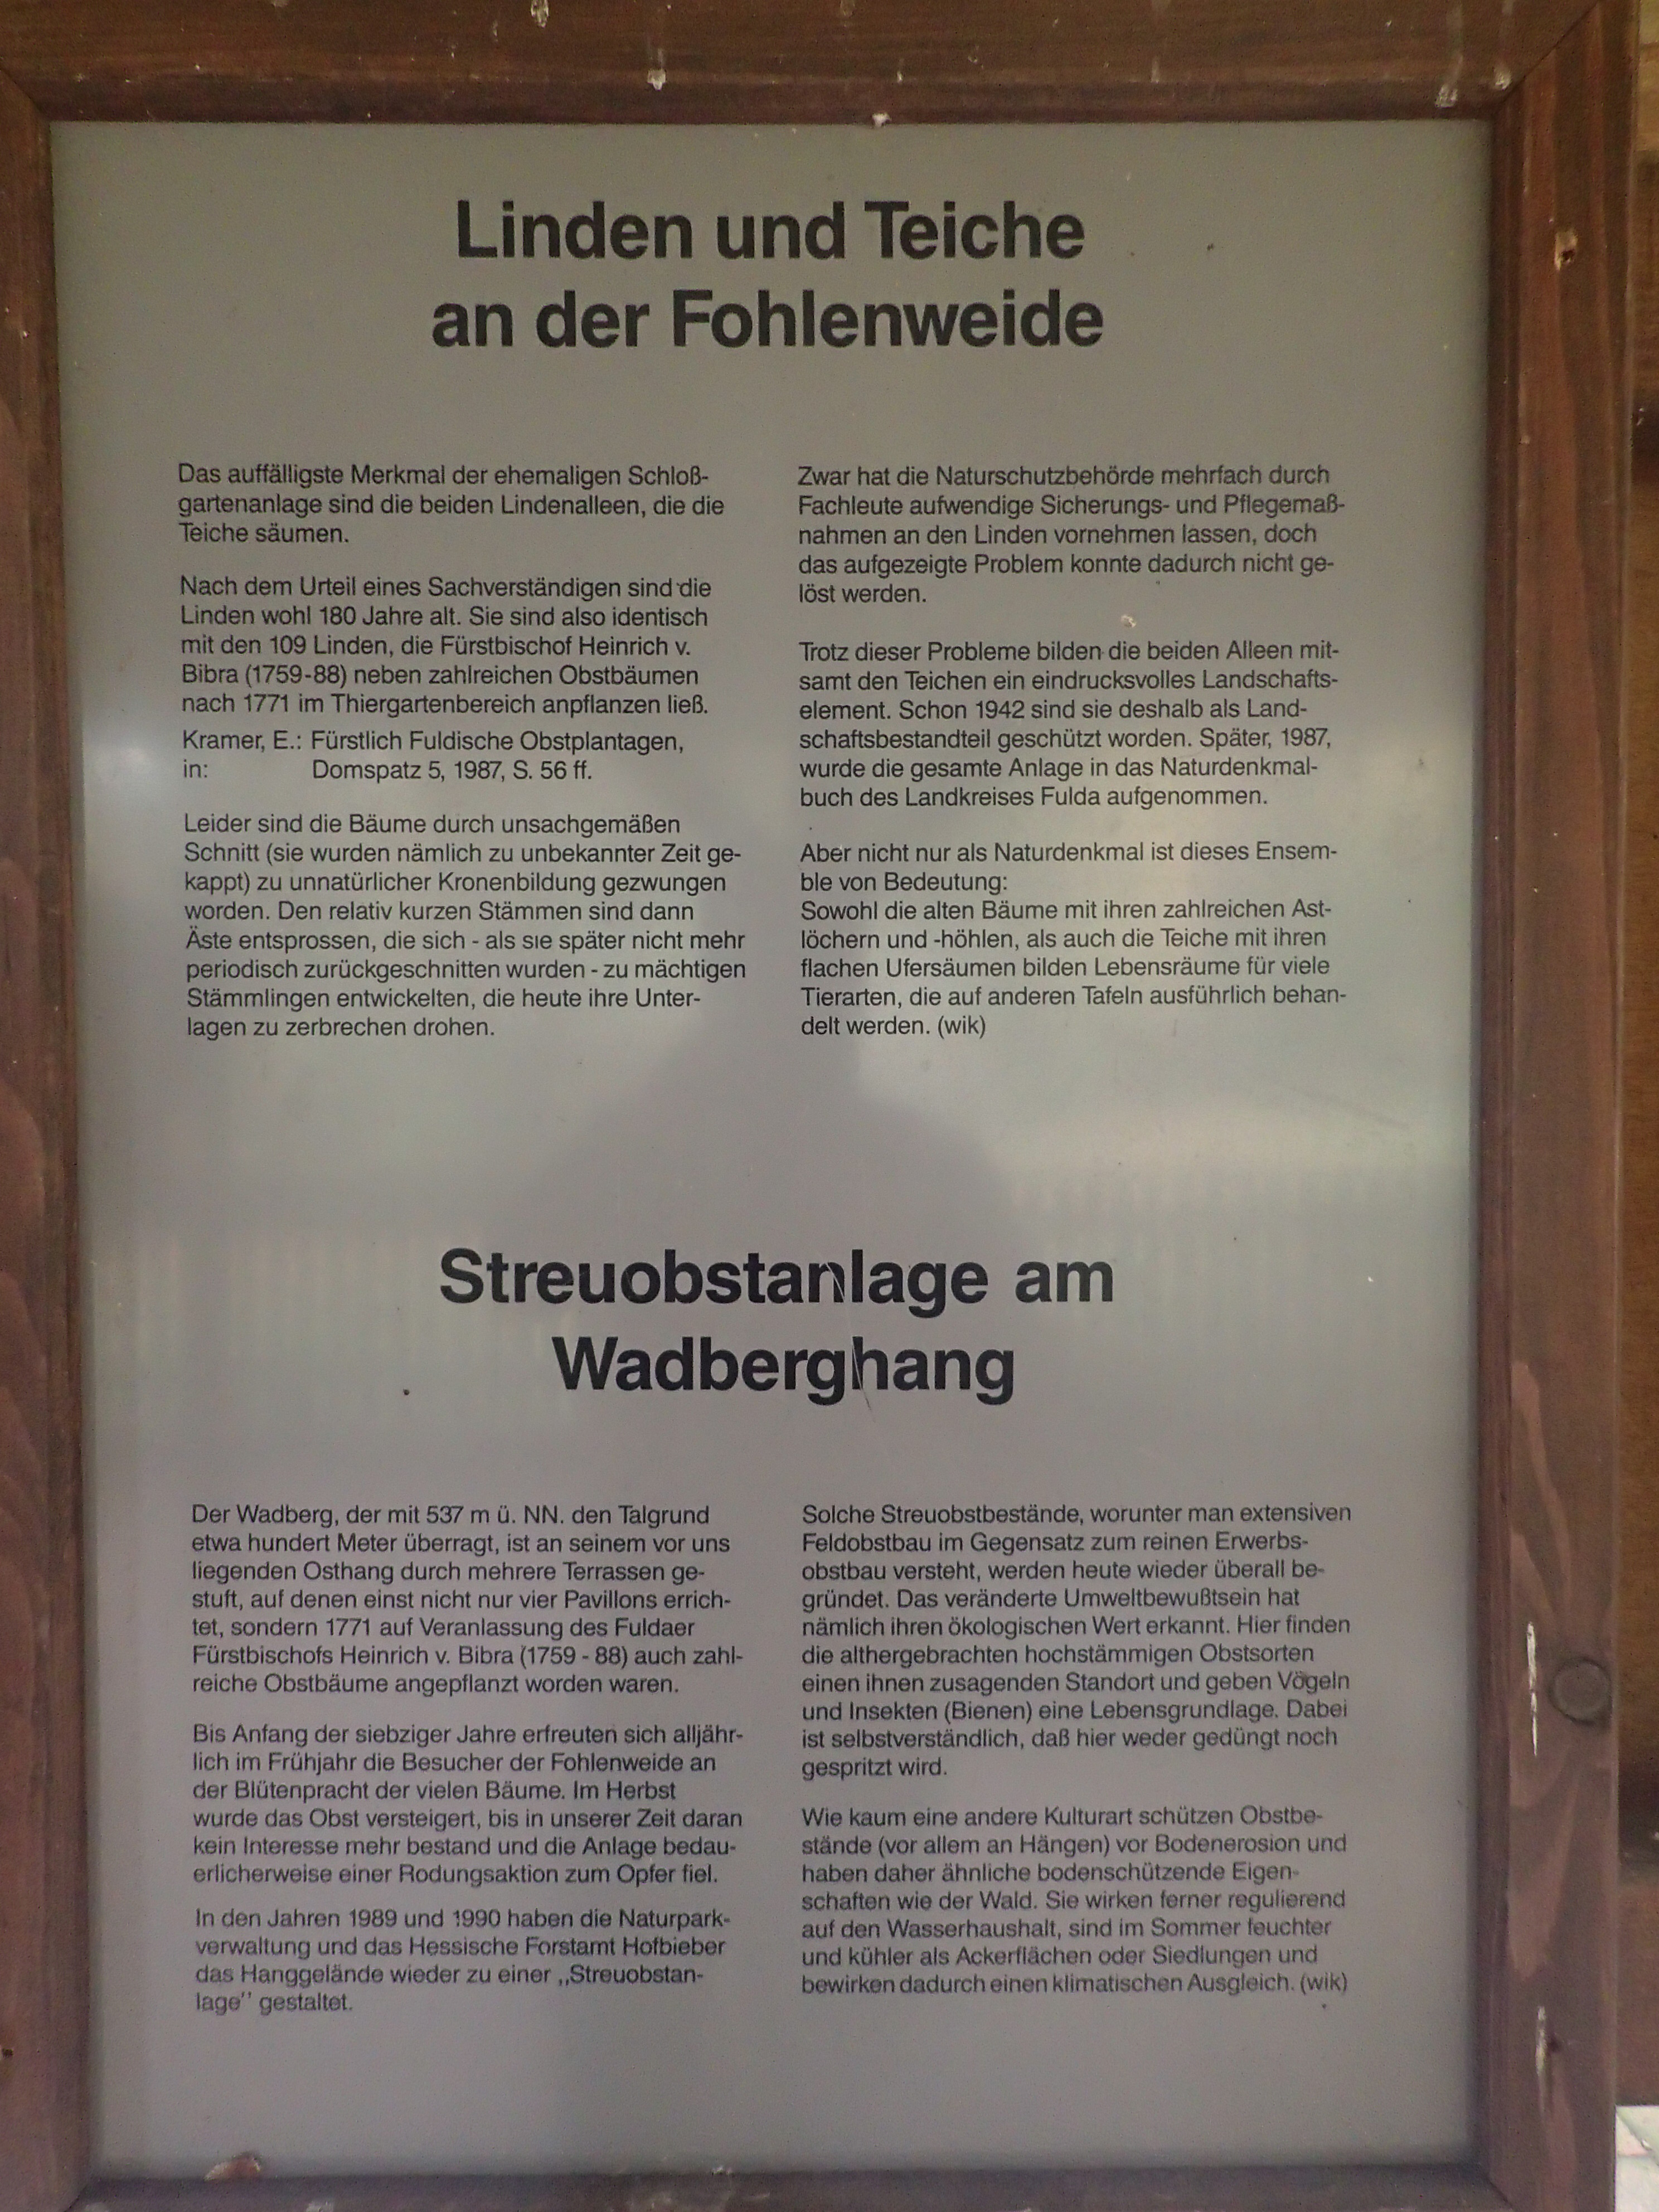 Linden und Teiche
an der Fohlenweide
Das auffälligste Merkmal der ehemaligen Schloß-
gartenanlage sind die beiden Lindenalleen, die die
Teiche säumen.
Nach dem Urteil eines Sachverständigen sind die
Linden wohl 180 Jahre alt. Sie sind also identisch
mit den 109 Linden, die Fürstbischof Heinrich v.
Bibra (1759-88) neben zahlreichen Obstbäumen
nach 1771 im Thiergartenbereich anpflanzen ließ.
Kramer, E.: Fürstlich Fuldische Obstplantagen,
in: Domspatz 5, 1987, S. 56 ff.
Leider sind die Bäume durch unsachgemäßen
Schnitt (sie wurden nämlich zu unbekannter Zeit ge-
kappt) zu unnatürlicher Kronenbildung gezwungen
worden. Den relativ kurzen Stämmen sind dann
Äste entsprossen, die sich - als sie später nicht mehr
periodisch zurückgeschnitten wurden - zu mächtigen
Stämmlingen entwickelten, die heute ihre Unter-
lagen zu zerbrechen drohen.
Zwar hat die Naturschutzbehörde mehrfach durch
Fachleute aufwendige Sicherungs- und Pflegemaß-
nahmen an den Linden vornehmen lassen, doch
das aufgezeigte Problem konnte dadurch nicht ge-
löst werden.
Trotz dieser Probleme bilden die beiden Alleen mit-
samt den Teichen ein eindrucksvolles Landschafts-
element. Schon 1942 sind sie deshalb als Land-
schaftsbestandteil geschützt worden. Später, 1987,
wurde die gesamte Anlage in das Naturdenkmal-
buch des Landkreises Fulda aufgenommen.
Aber nicht nur als Naturdenkmal ist dieses Ensem-
ble von Bedeutung:
Sowohl die alten Bäume mit ihren zahlreichen Ast-
löchern und -höhlen, als auch die Teiche mit ihren
flachen Ufersäumen bilden Lebensräume für viele
Tierarten, die auf anderen Tafeln ausführlich behan-
delt werden. (wik)
Streuobstanlage am
Wadberghang
Der Wadberg, der mit 537 m ü. NN. den Talgrund
etwa hundert Meter überragt, ist an seinem vor uns
liegenden Osthang durch mehrere Terrassen ge-
stuft, auf denen einst nicht nur vier Pavillons errich-
tet, sondern 1771 auf Veranlassung des Fuldaer
Fürstbischofs Heinrich v. Bibra (1759 - 88) auch zahl-
reiche Obstbäume angepflanzt worden waren.
Bis Anfang der siebziger Jahre erfreuten sich alljähr-
lich im Frühjahr die Besucher der Fohlenweide an
der Blütenpracht der vielen Bäume. Im Herbst
wurde das Obst versteigert, bis in unserer Zeit daran
kein Interesse mehr bestand und die Anlage bedau-
erlicherweise einer Rodungsaktion zum Opfer fiel.
In den Jahren 1989 und 1990 haben die Naturpark-
verwaltung und das Hessische Forstamt Hofbieber
das Hanggelände wieder zu einer ,,Streuobstan-
lage'' gestaltet.
Solche Streuobstbestände, worunter man extensiven
Feldobstbau im Gegensatz zum reinen Erwerbs-
obstbau versteht, werden heute wieder überall be-
gründet. Das veränderte Umweltbewußtsein hat
nämlich ihren ökologischen Wert erkannt. Hier finden
die althergebrachten hochstämmigen Obstsorten
einen ihnen zusagenden Standort und geben Vögeln
und Insekten (Bienen) eine Lebensgrundlage. Dabei
ist selbstverständlich, daß hier weder gedüngt noch
gespritzt wird.
Wie kaum eine andere Kulturart schützen Obstbe-
stände (vor allem an Hängen) vor Bodenerosion und
haben daher ähnliche bodenschützende Eigen-
schaften wie der Wald. Sie wirken ferner regulierend
auf den Wasserhaushalt, sind im Sommer feuchter
und kühler als Ackerflächen oder Siedlungen und
bewirken dadurch einen klimatischen Ausgleich. (wik)